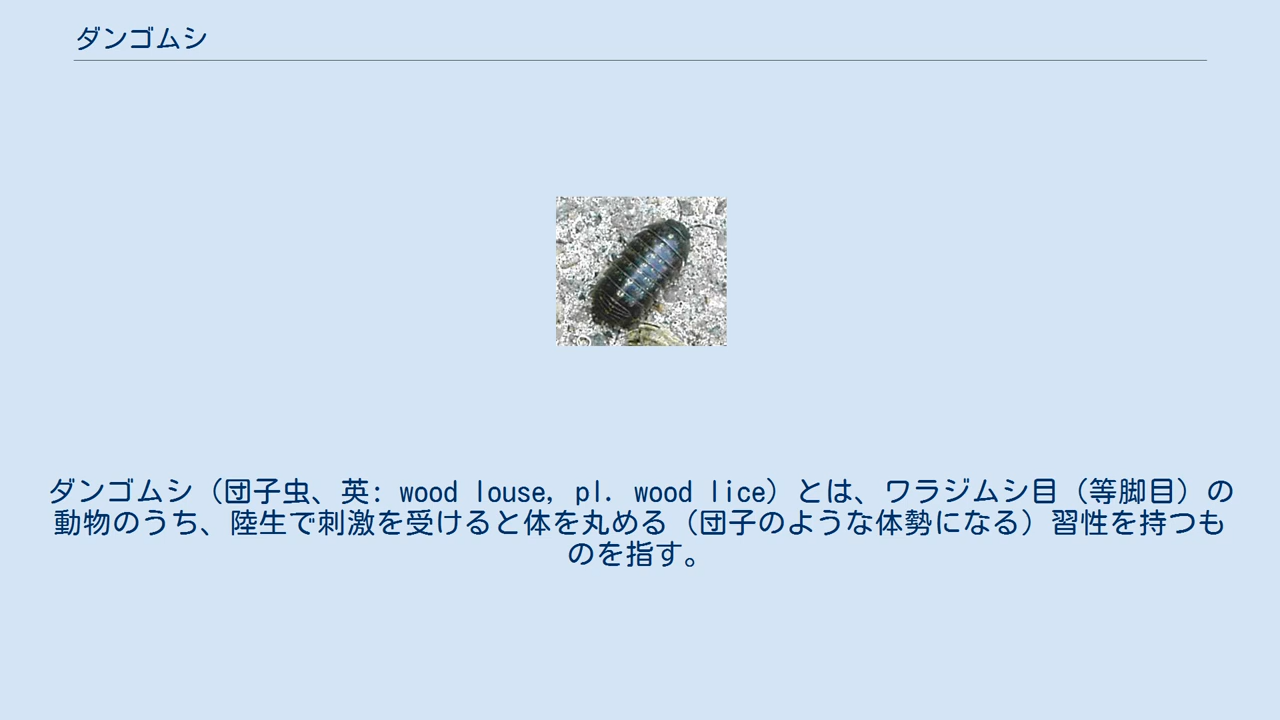 ダンゴムシ
ダンゴムシ（団子虫、英: wood louse, pl. wood lice）とは、ワラジムシ目（等脚目）の
動物のうち、陸生で刺激を受けると体を丸める（団子のような体勢になる）習性を持つも
のを指す。